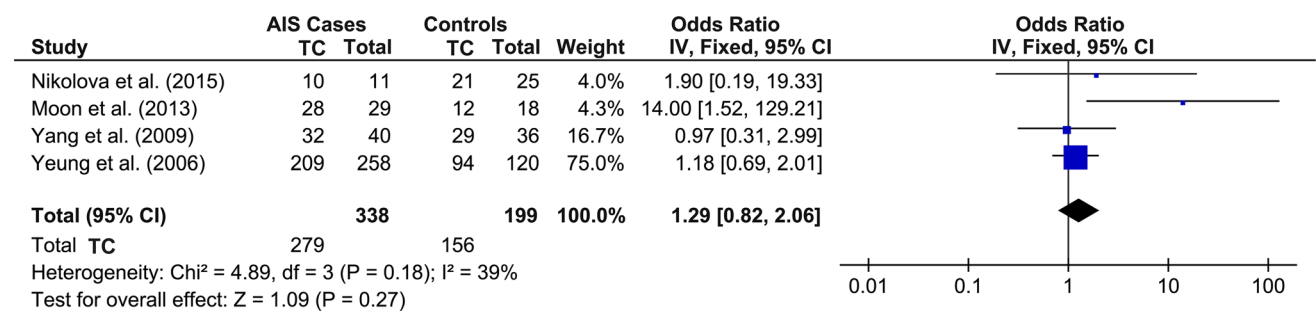 AIS Cases Controls Odds Ratio Odds Ratio
Study TC Total TC Total Weight IV, Fixed, 95% CI IV, Fixed, 95% CI
Nikolova et al. (2015) 10 11 21 25 4.0% 1.90 [0.19, 19.33]
Moon et al. (2013) 28 29 12 18 4.3% 14.00 [1.52, 129.21]
Yang et al. (2009) 32 40 29 36 16.7% 0.97 [0.31, 2.99]
Yeung et al. (2006) 209 258 94 120 75.0% 1.18 [0.69, 2.01]
Total (95% CI) 338 199 100.0% 1.29 [0.82, 2.06]
Total TC 279 156
Heterogeneity: Chi² = 4.89, df = 3 (P = 0.18); I² = 39%
Test for overall effect: Z = 1.09 (P = 0.27)
0.01 0.1 1 10 100